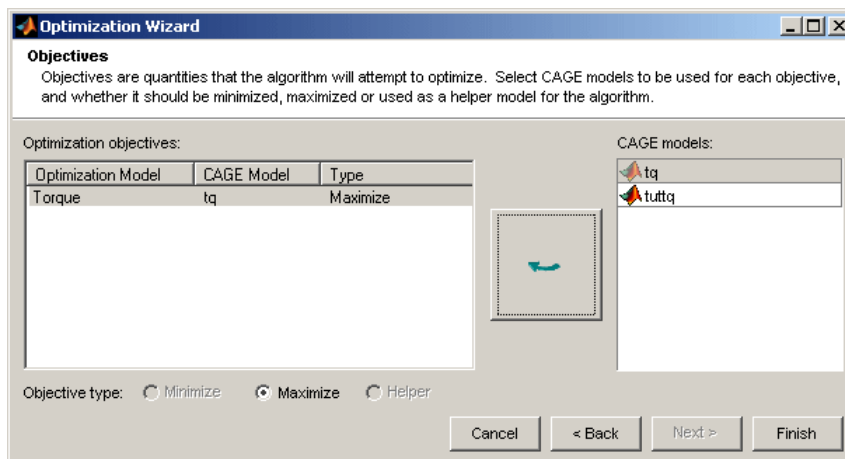 Optimization Wizard
Objectives
Objectives are quantities that the algorithm will attempt to optimize. Select CAGE models to be used for each objective,
and whether it should be minimized, maximized or used as a helper model for the algorithm.
Optimization objectives:
CAGE models:
Optimization Model CAGE Model Type
Torque tq Maximize
tq
tuttq
Objective type: Minimize Maximize Helper
Cancel < Back Next > Finish